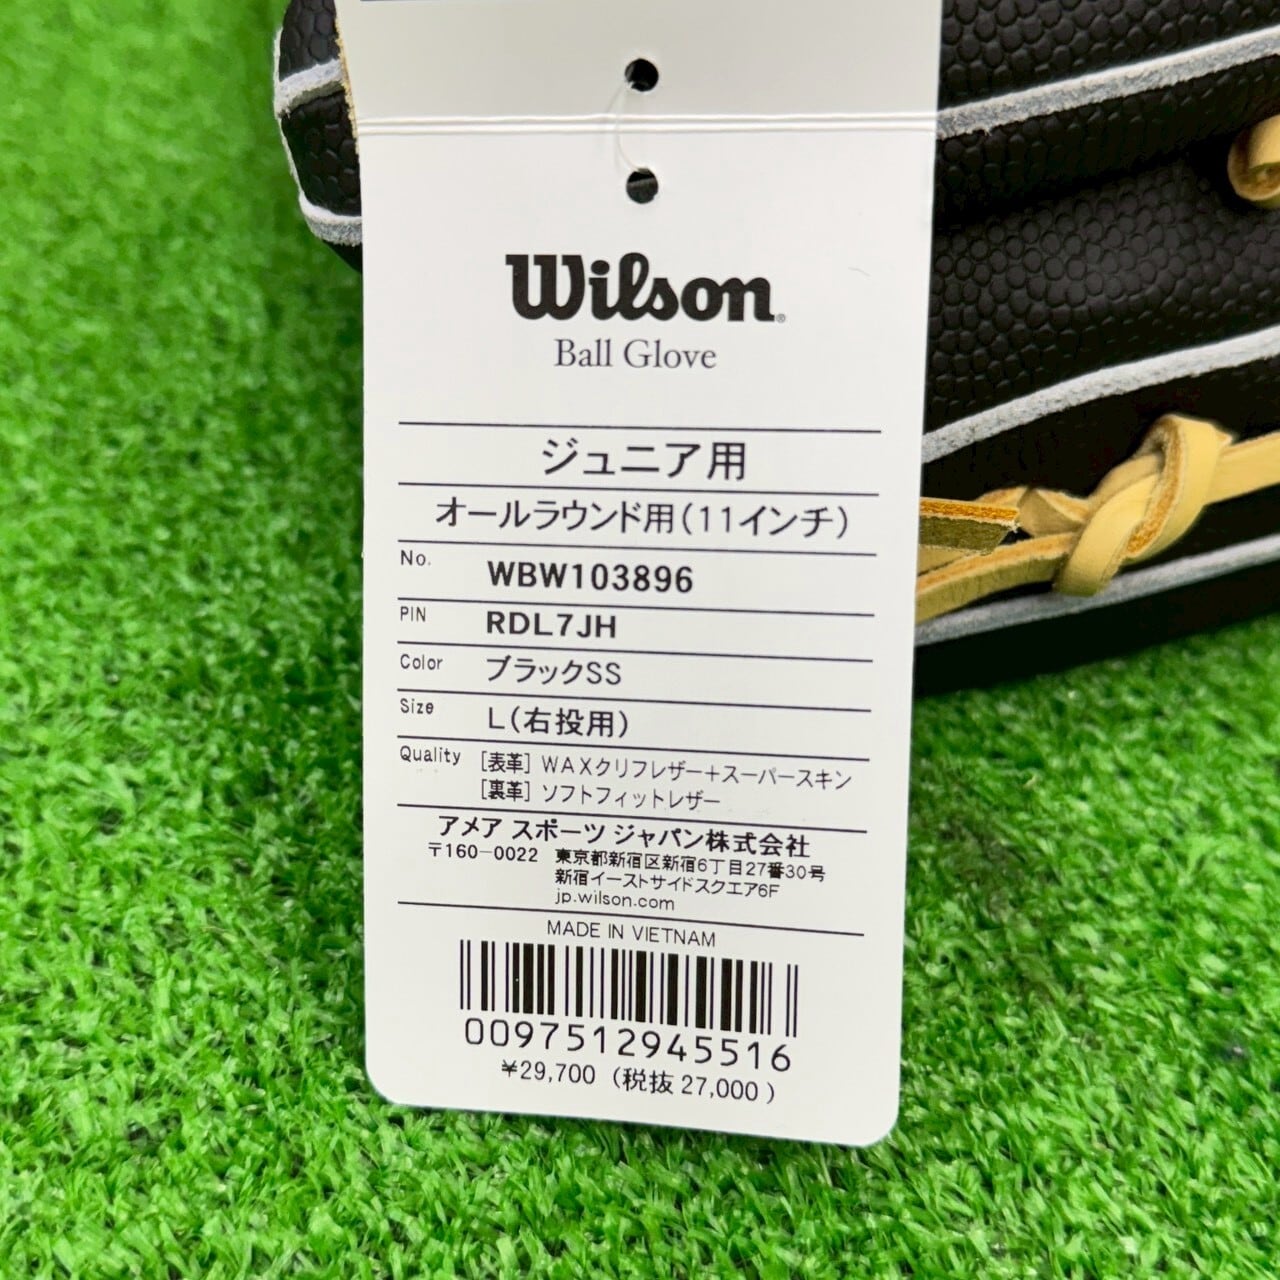 Wilson®
Ball Glove
ジュニア用
オールラウンド用(11インチ)
No. WBW103896
PIN RDL7JH
Color ブラックSS
Size L(右投用)
Quality [表革] WAXクリフレザー+スーパースキン
[裏革] ソフトフィットレザー
アメア スポーツ ジャパン株式会社
〒160-0022 東京都新宿区新宿6丁目27番30号
新宿イーストサイドスクエア6F
jp.wilson.com
MADE IN VIETNAM
0097512945516
¥29,700 (税抜 27,000)